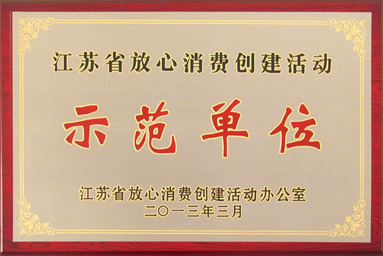 江苏省放心消费创建活动
示范单位
江苏省放心消费创建活动办公室
二〇一三年三月